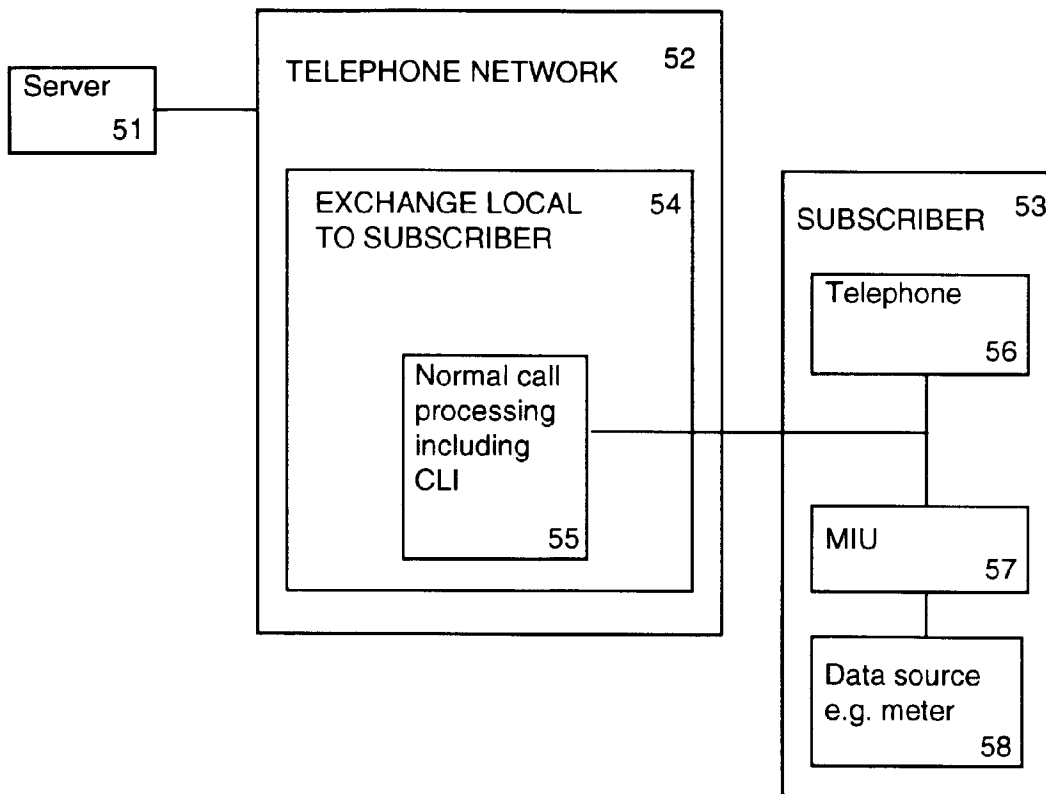 Server
51
TELEPHONE NETWORK
52
EXCHANGE LOCAL
TO SUBSCRIBER
54
Normal call
processing
including
CLI
55
SUBSCRIBER
53
Telephone
56
MIU
57
Data source
e.g. meter
58